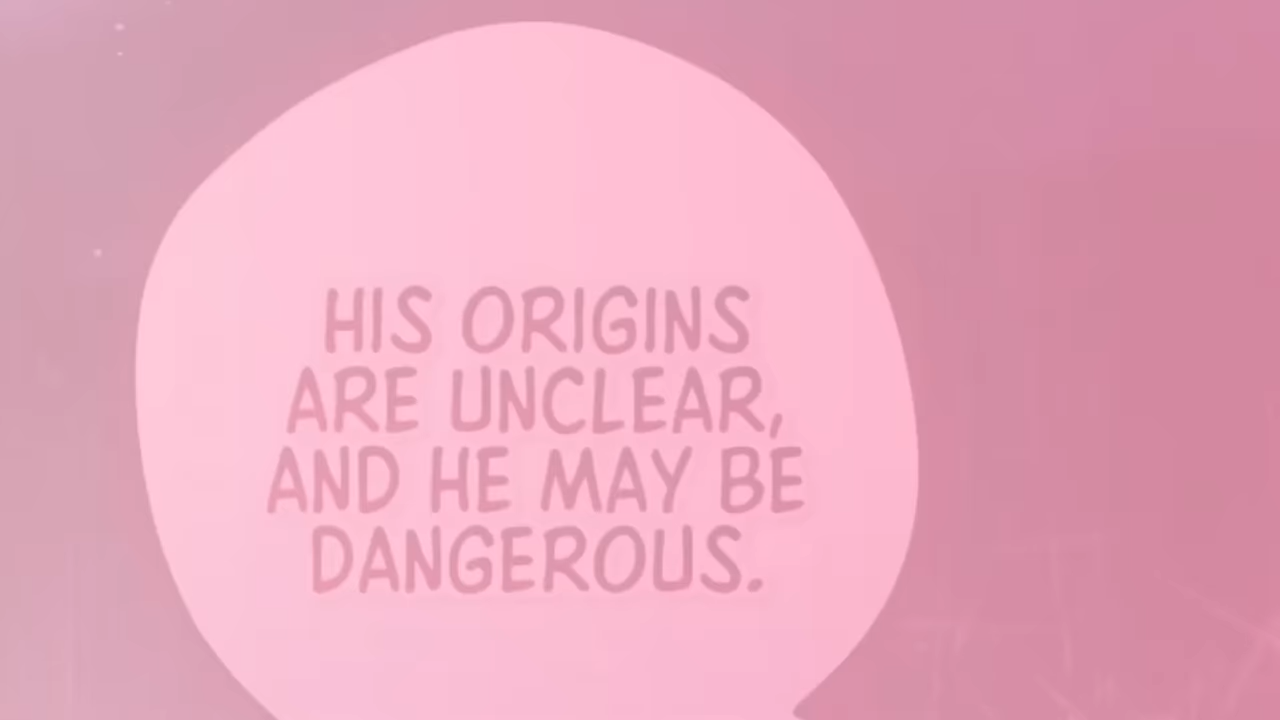 HIS ORIGINS
ARE UNCLEAR,
AND HE MAY BE
DANGEROUS.